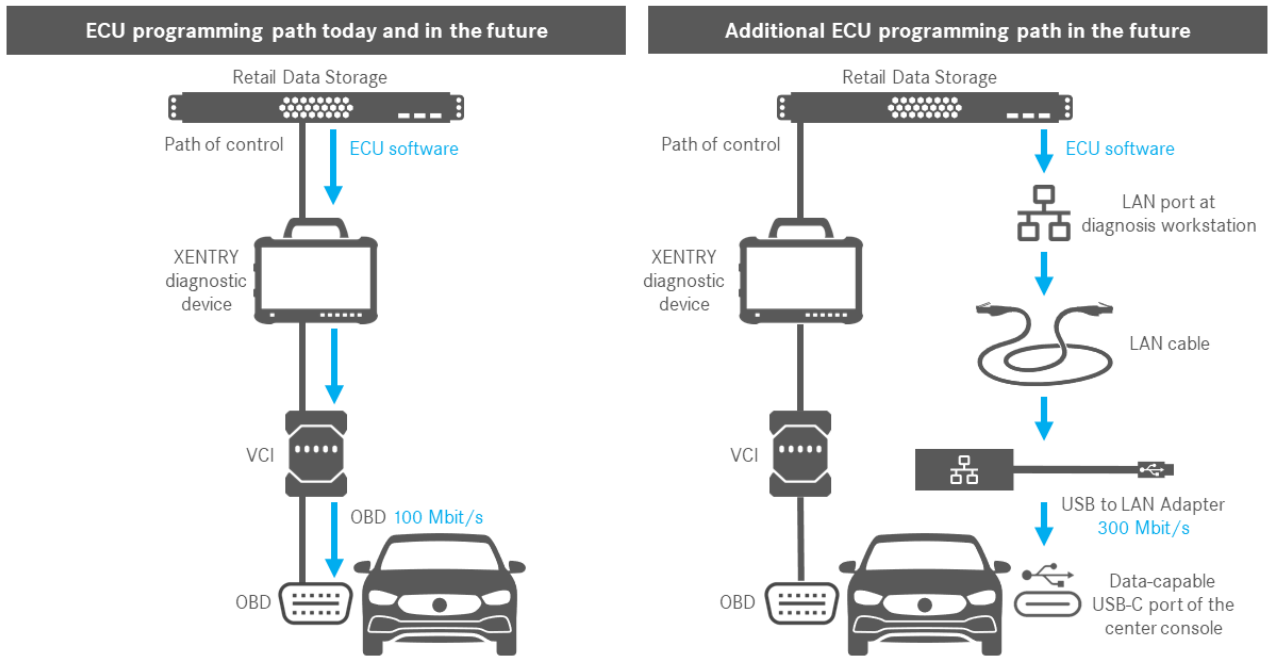 ECU programming path today and in the future
Retail Data Storage
Path of control
ECU software
XENTRY
diagnostic
device
VCI
OBD 100 Mbit/s
OBD
Additional ECU programming path in the future
Retail Data Storage
Path of control
ECU software
LAN port at
diagnosis workstation
XENTRY
diagnostic
device
LAN cable
VCI
USB to LAN Adapter
300 Mbit/s
OBD
Data-capable
USB-C port of the
center console